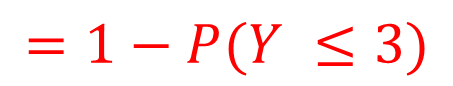 = 1 − P(Y ≤ 3)